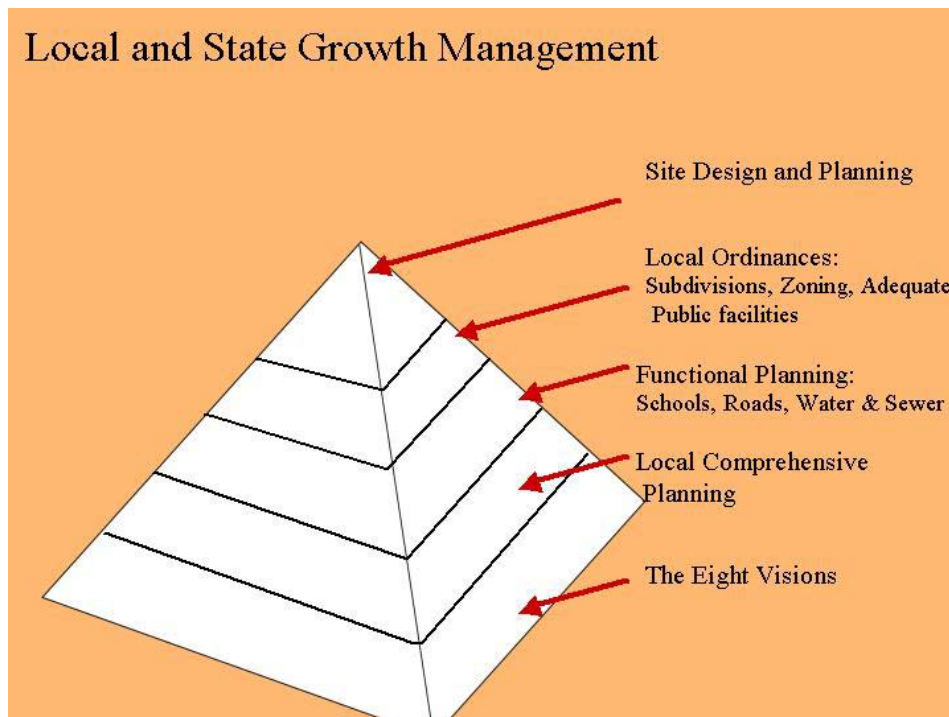 Local and State Growth Management
Site Design and Planning
Local Ordinances:
Subdivisions, Zoning, Adequate
Public facilities
Functional Planning:
Schools, Roads, Water & Sewer
Local Comprehensive
Planning
The Eight Visions